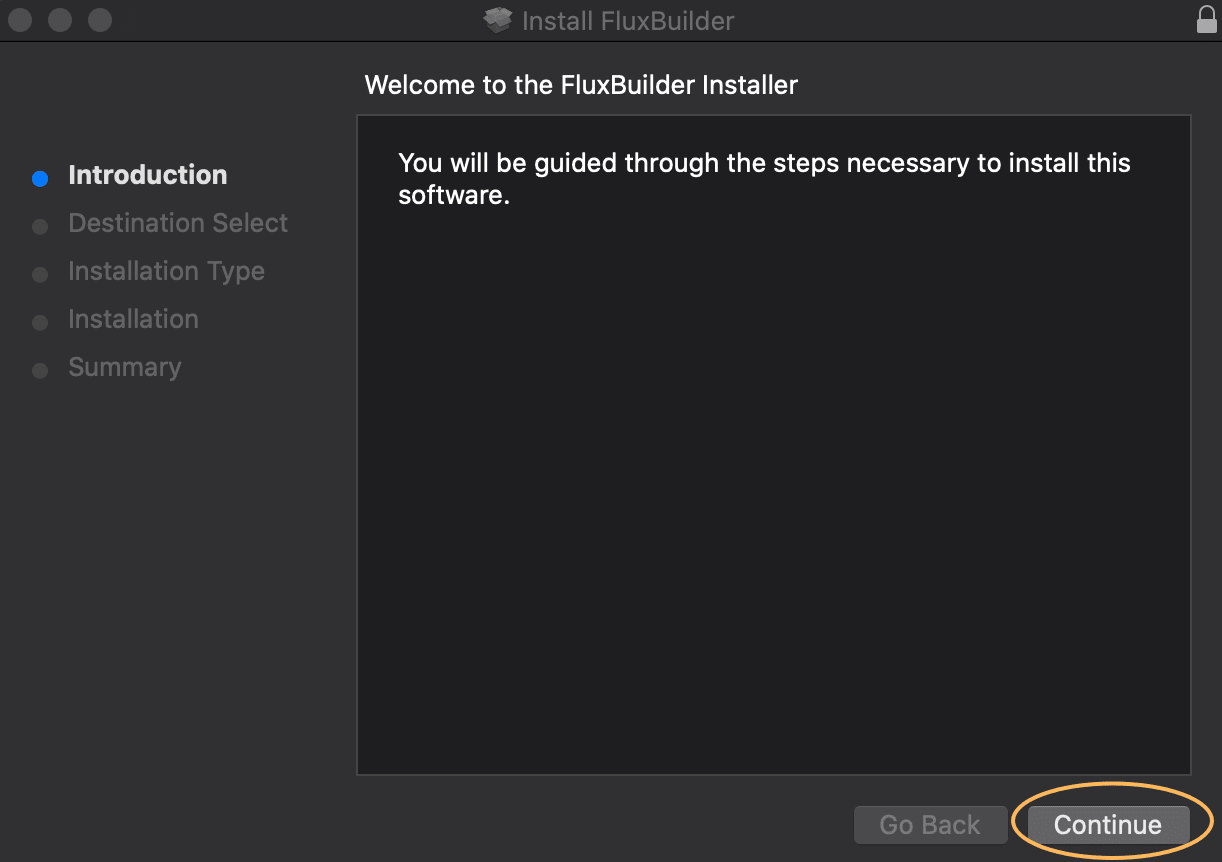 Install FluxBuilder
Welcome to the FluxBuilder Installer
Introduction
Destination Select
Installation Type
Installation
Summary
You will be guided through the steps necessary to install this
software.
Go Back
Continue